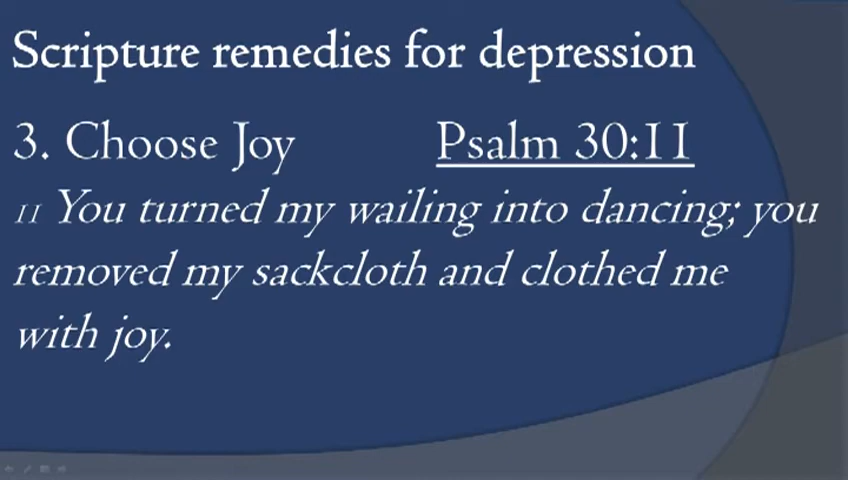 Scripture remedies for depression
3. Choose Joy Psalm 30:11
11 You turned my wailing into dancing; you
removed my sackcloth and clothed me
with joy.